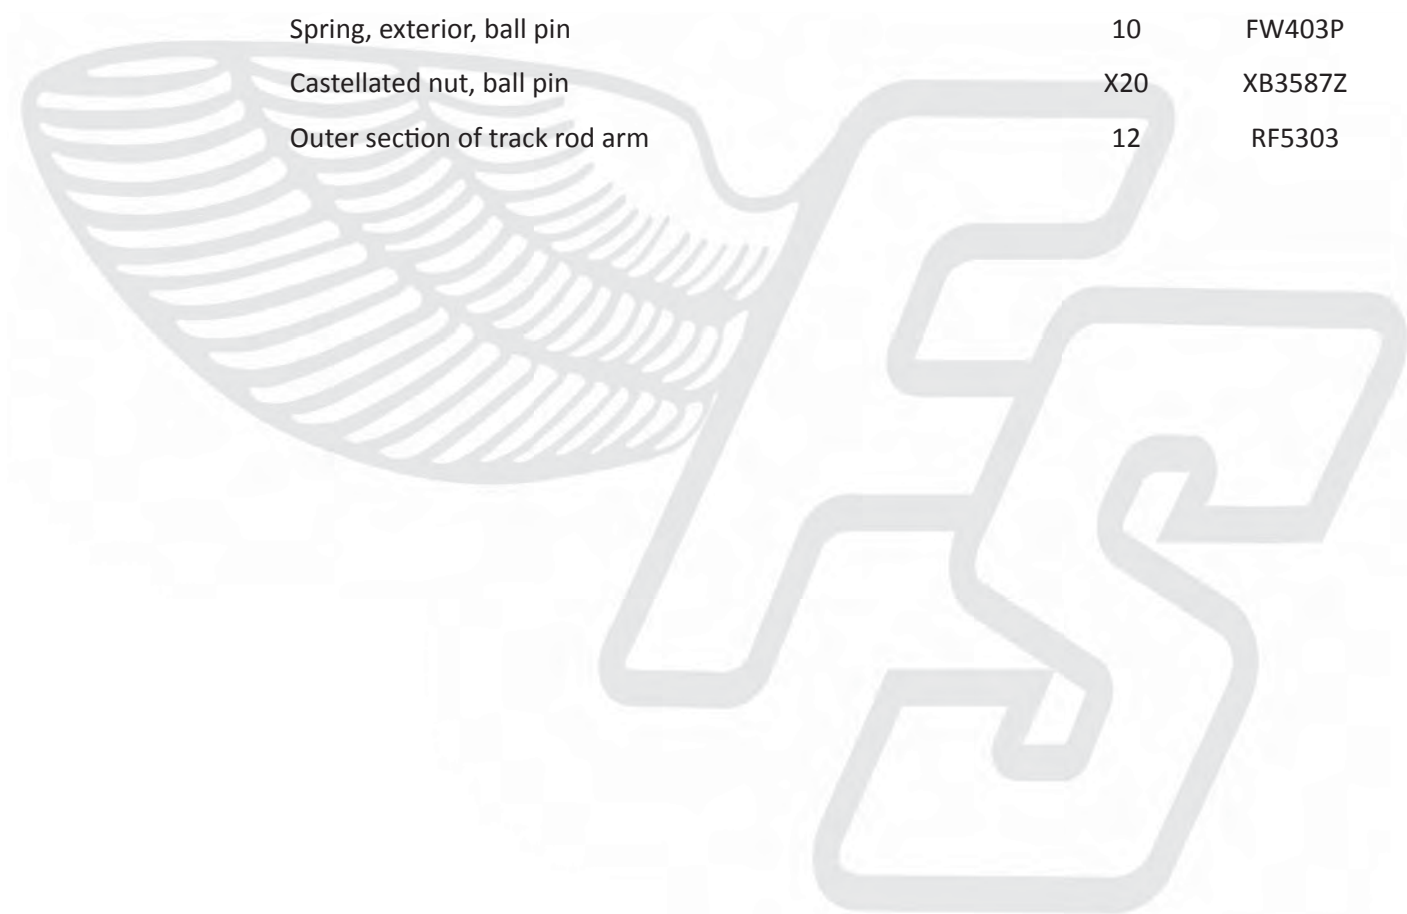 Spring, exterior, ball pin 10 FW403P
Castellated nut, ball pin X20 XB3587Z
Outer section of track rod arm 12 RF5303
FS